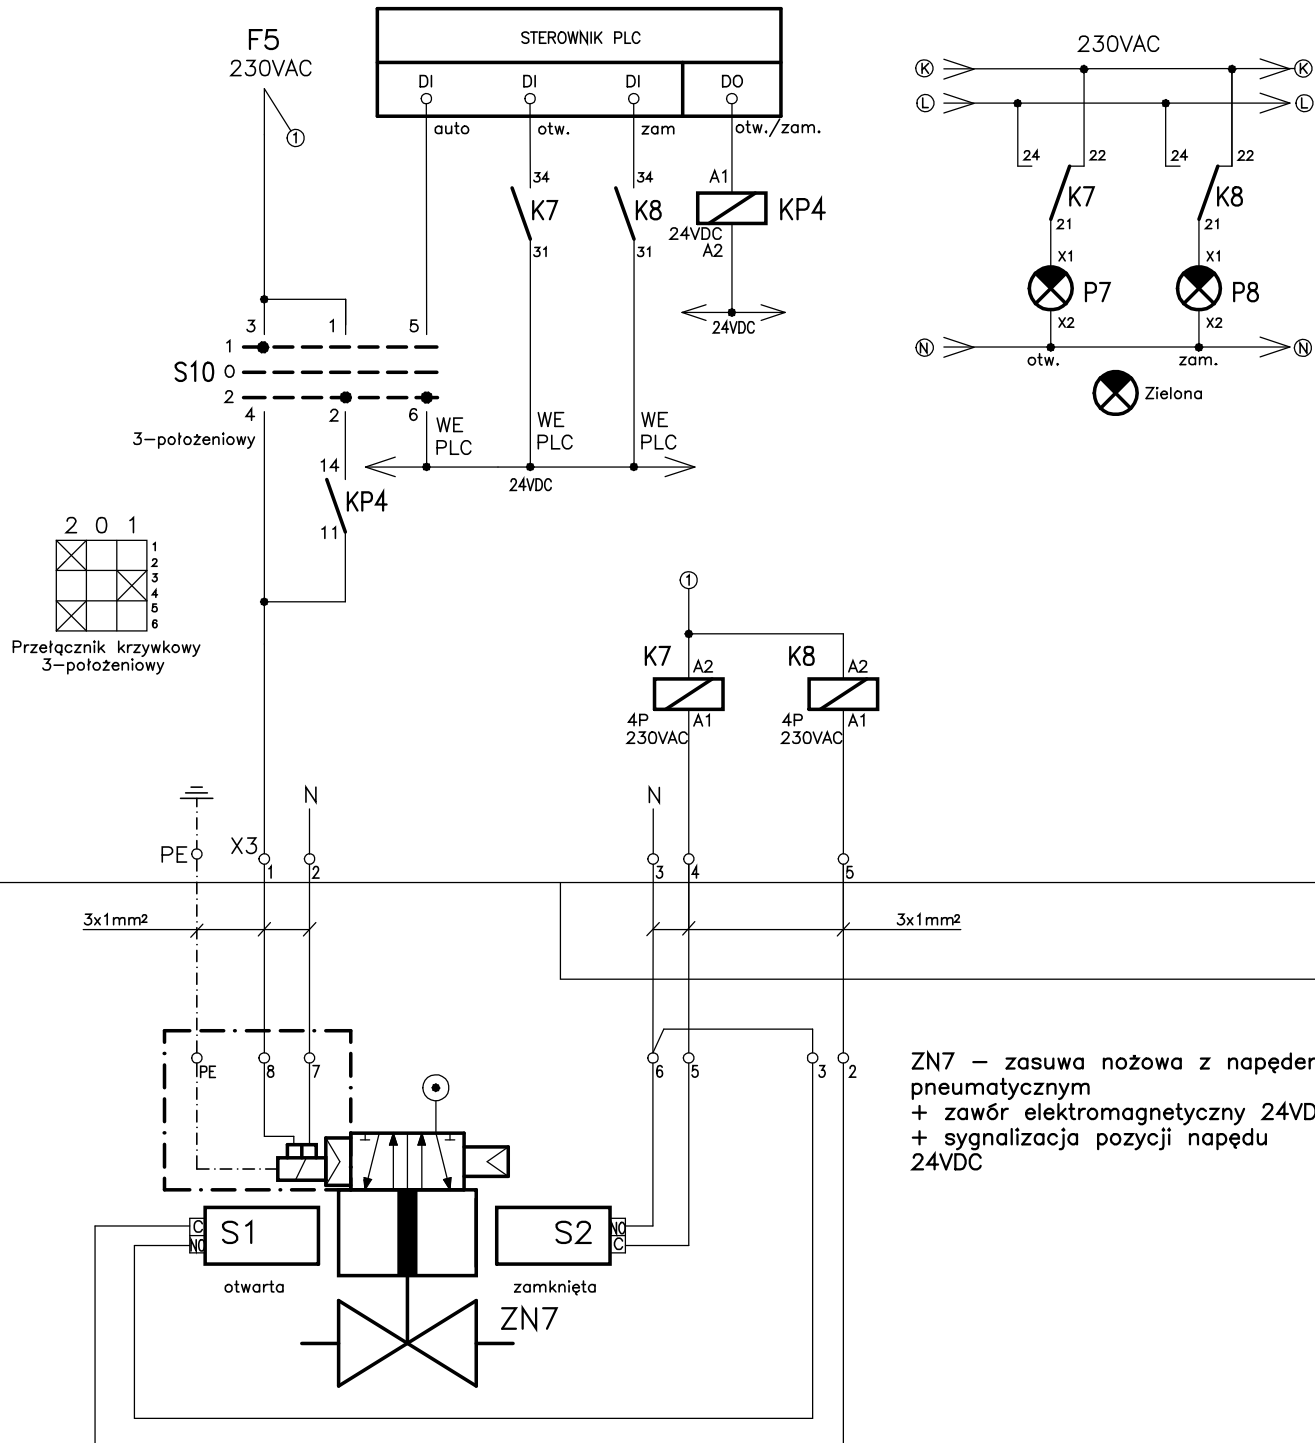 F5
230VAC
1
STEROWNIK PLC
DI
DI
DI
DO
auto
otw.
zam
otw./zam.
34
K7
31
34
K8
31
A1
KP4
24VDC
A2
24VDC
230VAC
K
K
L
L
24
22
24
22
K7
K8
21
21
X1
X1
P7
P8
X2
X2
N
N
otw.
zam.
Zielona
3
1
5
1
S10
0
2
4
2
6
3-położeniowy
WE
PLC
WE
PLC
WE
PLC
24VDC
14
KP4
11
2 0 1
1
2
3
4
5
6
Przełącznik krzywkowy
3-położeniowy
1
K7
A2
K8
A2
4P
A1
230VAC
4P
A1
230VAC
N
N
PE
X3
1
2
3
4
5
3x1mm²
3x1mm²
PE
8
7
6
5
3
2
ZN7 – zasuwa nożowa z napęde
pneumatycznym
+ zawór elektromagnetyczny 24VD
+ sygnalizacja pozycji napędu
24VDC
C
NO
S1
S2
NO
C
otwarta
zamknięta
ZN7